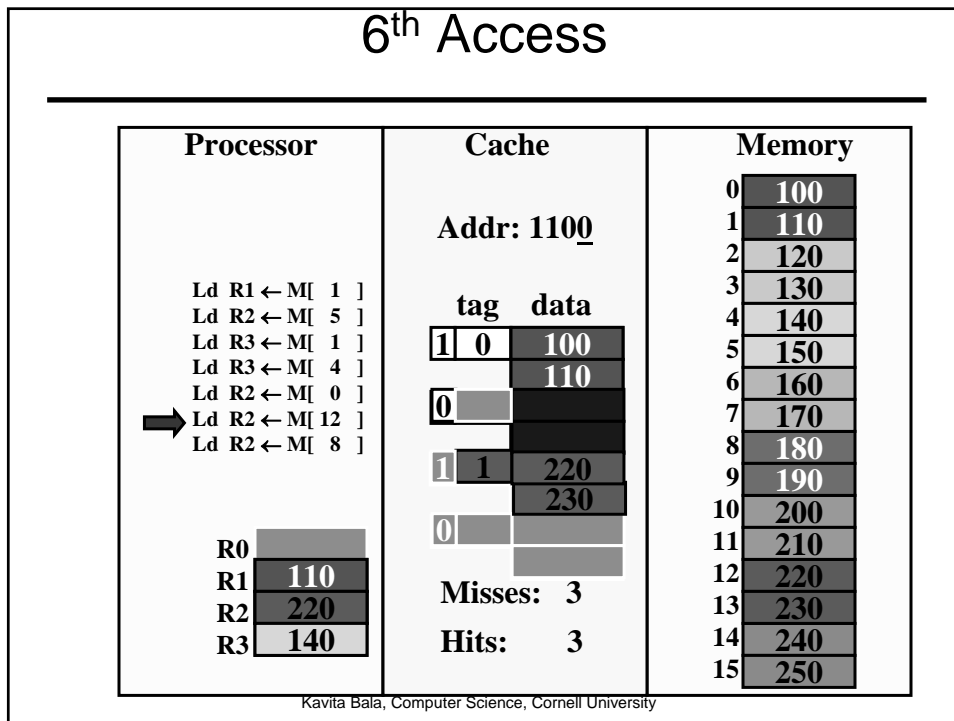 6th Access
Processor
Ld R1 ← M[ 1 ]
Ld R2 ← M[ 5 ]
Ld R3 ← M[ 1 ]
Ld R3 ← M[ 4 ]
Ld R2 ← M[ 0 ]
Ld R2 ← M[ 12 ]
Ld R2 ← M[ 8 ]
R0
R1 110
R2 220
R3 140
Cache
Addr: 1100
tag data
1 0 100
110
0
1 1 220
230
0
Misses: 3
Hits: 3
Memory
0 100
1 110
2 120
3 130
4 140
5 150
6 160
7 170
8 180
9 190
10 200
11 210
12 220
13 230
14 240
15 250
Kavita Bala, Computer Science, Cornell University